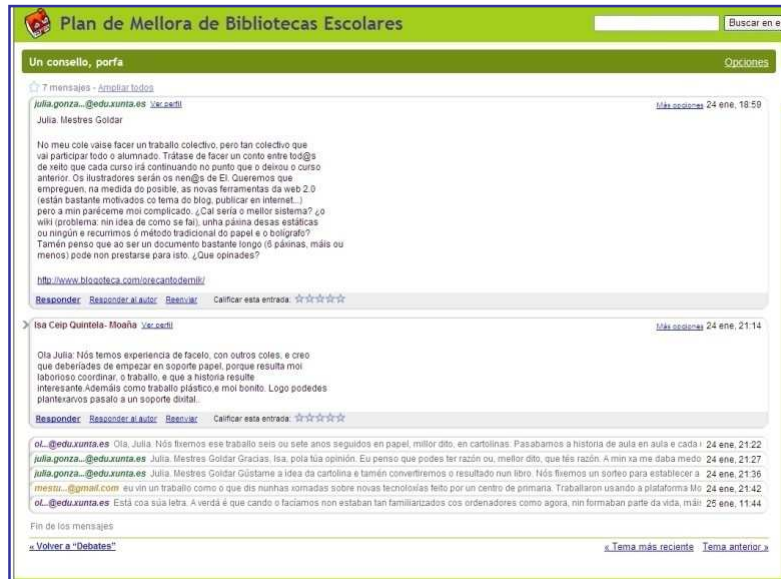 Plan de Mellora de Bibliotecas Escolares
Buscar en e
Un consello, porfa
Opciones
7 mensajes - Ampliar todos
julia.gonza...@edu.xunta.es Ver perfil
Más opciones 24 ene, 18:59
Julia. Mestres Goldar
No meu cole vaise facer un traballo colectivo, pero tan colectivo que
vai participar todo o alumnado. Trátase de facer un conto entre tod@s
de xeito que cada curso irá continuando no punto que o deixou o curso
anterior. Os ilustradores serán os nen@s de EI. Queremos que
empreguen, na medida do posible, as novas ferramentas da web 2.0
(están bastante motivados co tema do blog, publicar en internet...)
pero a min paréceme moi complicado. ¿Cal sería o mellor sistema? ¿o
wiki (problema: nin idea de como se fai), unha páxina desas estáticas
ou ningún e recurrimos ó método tradicional do papel e o bolígrafo?
Tamén penso que ao ser un documento bastante longo (6 páxinas, máis ou
menos) pode non prestarse para isto. ¿Que opinades?
http://www.blogoteca.com/orecantodemik/
Responder Responder al autor Reenviar Calificar esta entrada:
Isa Ceip Quintela- Moaña Ver perfil
Más opciones 24 ene, 21:14
Ola Julia: Nós temos experiencia de facelo, con outros coles, e creo
que deberíades de empezar en soporte papel, porque resulta moi
laborioso coordinar, o traballo, e que a historia resulte
interesante.Ademáis como traballo plástico,e moi bonito. Logo podedes
plantexarvos pasalo a un soporte dixital..
Responder Responder al autor Reenviar Calificar esta entrada:
ol...@edu.xunta.es Ola, Julia. Nós fixemos ese traballo seis ou sete anos seguidos en papel, millor dito, en cartolinas. Pasabamos a historia de aula en aula e cada 24 ene, 21:22
julia.gonza...@edu.xunta.es Julia. Mestres Goldar Gracias, Isa, pola túa opinión. Eu penso que podes ter razón ou, mellor dito, que tés razón. A min xa me daba medo 24 ene, 21:27
julia.gonza...@edu.xunta.es Julia. Mestres Goldar Gústame a idea da cartolina e tamén convertiremos o resultado nun libro. Nós fixemos un sorteo para establecer a 24 ene, 21:36
mestu...@gmail.com eu vin un traballo como o que dis nunhas xornadas sobre novas tecnoloxías feito por un centro de primaria. Traballaron usando a plataforma Mo 24 ene, 21:42
ol...@edu.xunta.es Está coa súa letra. A verdá é que cando o faciamos non estaban tan familiarizados cos ordenadores como agora, nin formaban parte da vida, máis 25 ene, 11:44
Fin de los mensajes
« Volver a "Debates"
« Tema más reciente Tema anterior »